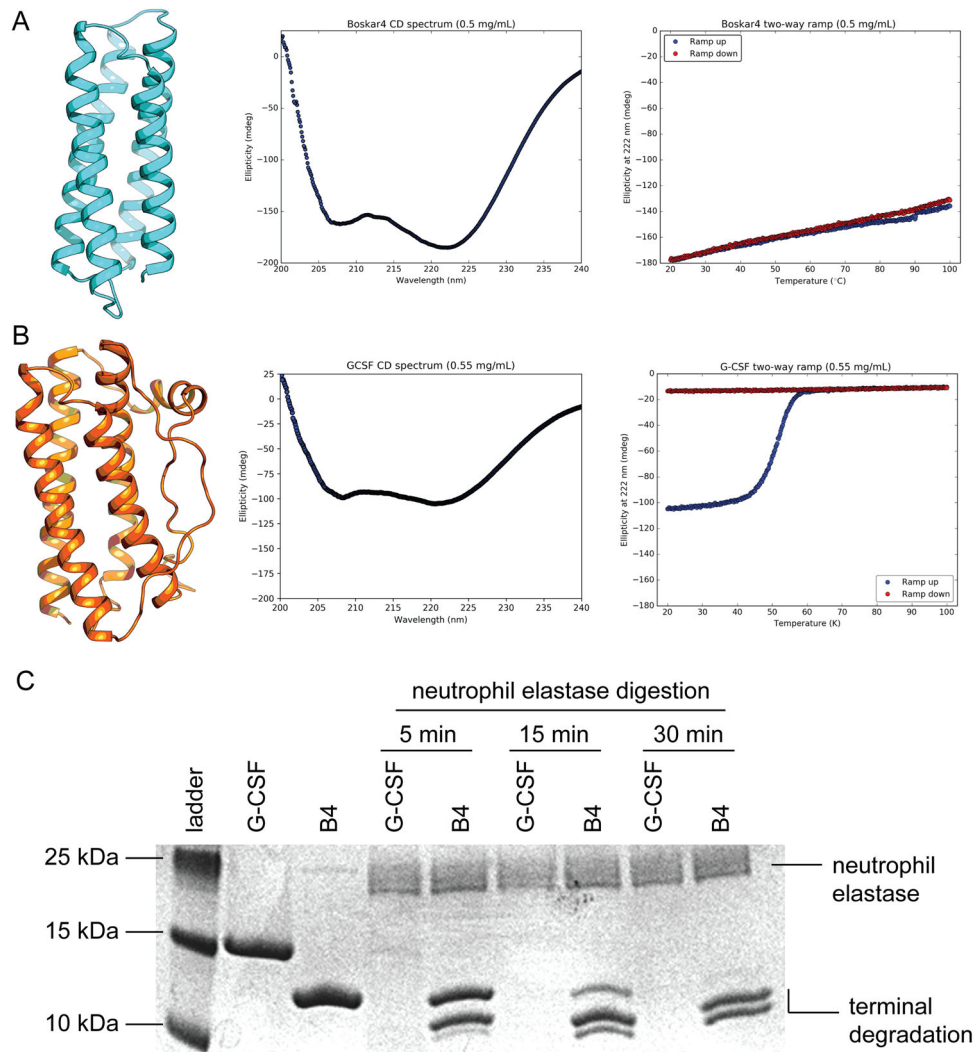 A
Boskar4 CD spectrum (0.5 mg/mL)
Ellipticity (mdeg)
0
−50
−100
−150
−200
200 205 210 215 220 225 230 235 240
Wavelength (nm)
Boskar4 two-way ramp (0.5 mg/mL)
Ramp up
Ramp down
Ellipticity at 222 nm (mdeg)
0
−20
−40
−60
−80
−100
−120
−140
−160
−180
20 30 40 50 60 70 80 90 100
Temperature (°C)
B
GCSF CD spectrum (0.55 mg/mL)
Ellipticity (mdeg)
25
0
−25
−50
−75
−100
−125
−150
−175
−200
200 205 210 215 220 225 230 235 240
Wavelength (nm)
G-CSF two-way ramp (0.55 mg/mL)
Ellipticity at 222 nm (mdeg)
0
−20
−40
−60
−80
−100
−120
−140
−160
−180
Ramp up
Ramp down
20 30 40 50 60 70 80 90 100
Temperature (K)
C
neutrophil elastase digestion
5 min 15 min 30 min
ladder G-CSF B4 G-CSF B4 G-CSF B4 G-CSF B4
25 kDa
neutrophil
elastase
15 kDa
10 kDa
terminal
degradation